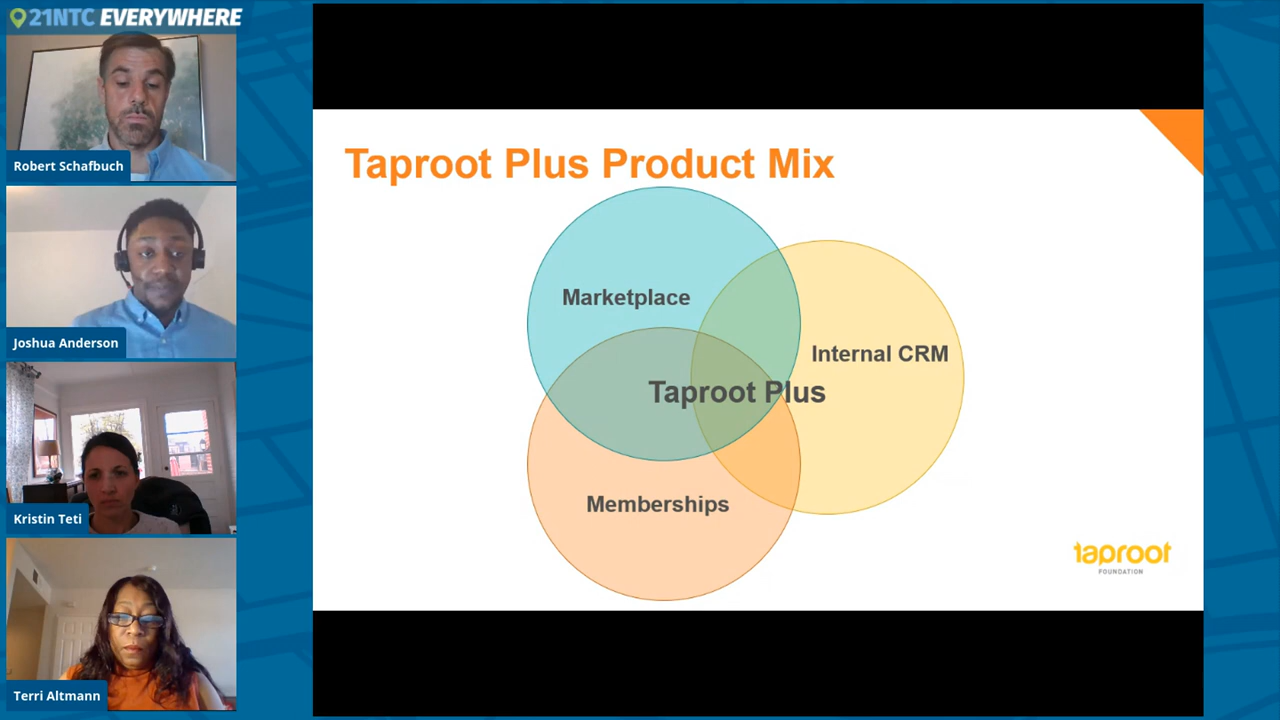 21NTC EVERYWHERE
Robert Schafbuch
Joshua Anderson
Kristin Teti
Terri Altmann
Taproot Plus Product Mix
Marketplace
Internal CRM
Taproot Plus
Memberships
taproot
FOUNDATION